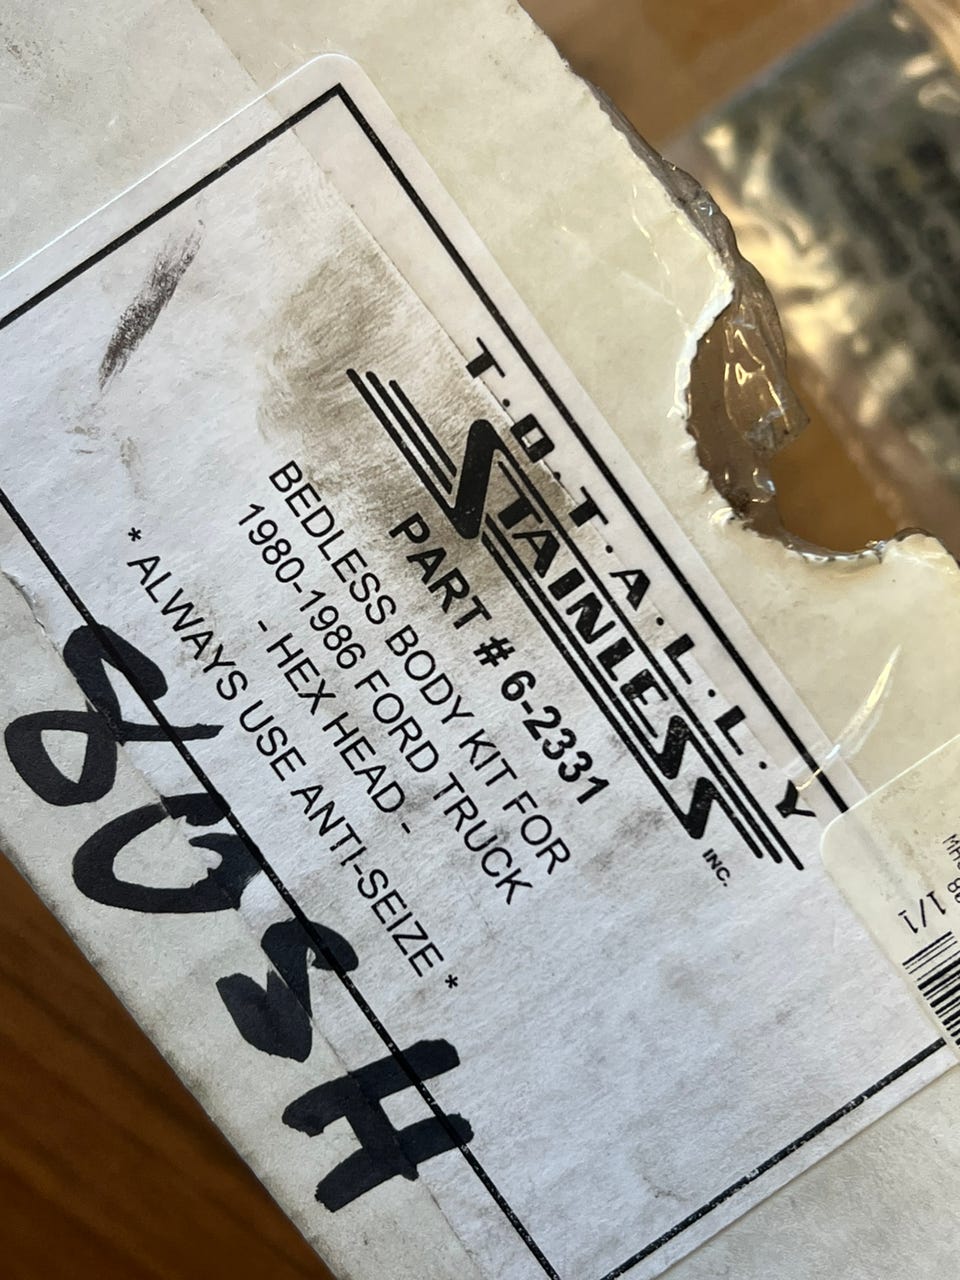 T.O.T.A.L.L.Y
STAINLESS
INC.
PART # 6-2331
BEDLESS BODY KIT FOR
1980-1986 FORD TRUCK
- HEX HEAD -
* ALWAYS USE ANTI-SEIZE *
1/1